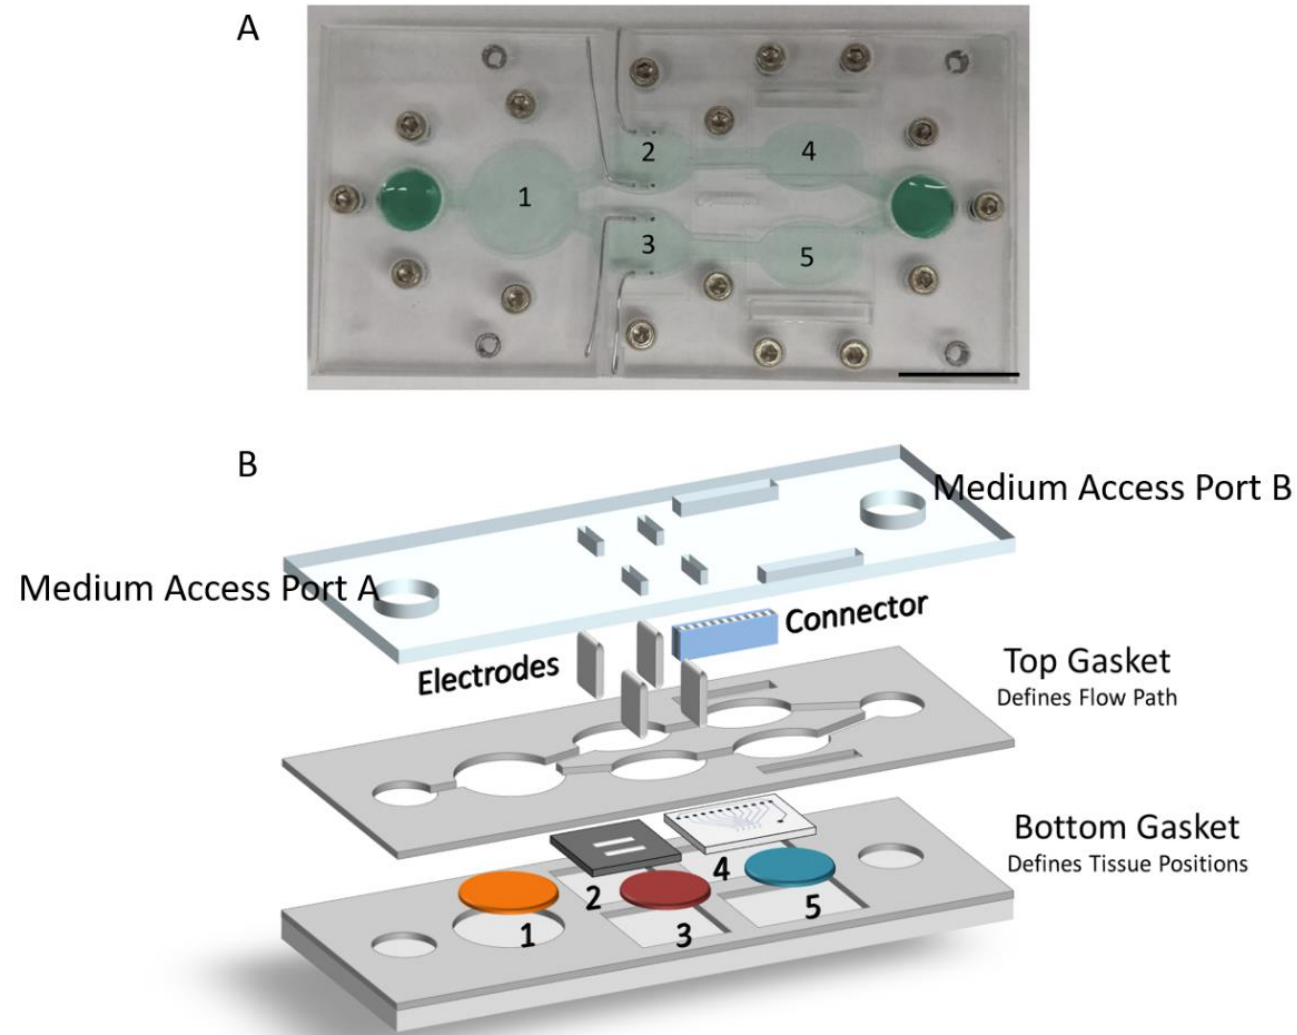 A
1
2
4
3
5
B
Medium Access Port B
Medium Access Port A
Connector
Electrodes
Top Gasket
Defines Flow Path
Bottom Gasket
Defines Tissue Positions
4
2
5
1
3